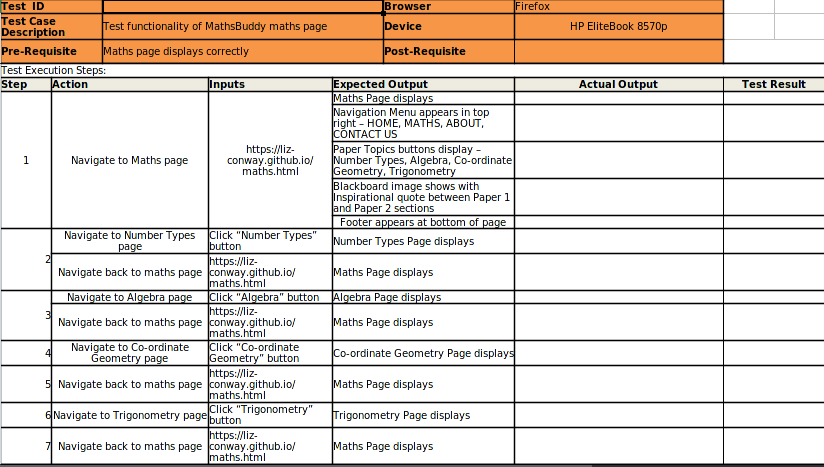 Test ID Browser Firefox
Test Case Description Test functionality of MathsBuddy maths page Device HP EliteBook 8570p
Pre-Requisite Maths page displays correctly Post-Requisite
Test Execution Steps:
Step Action Inputs Expected Output Actual Output Test Result
1 Navigate to Maths page https://liz-
conway.github.io/
maths.html
Maths Page displays
Navigation Menu appears in top
right – HOME, MATHS, ABOUT,
CONTACT US
Paper Topics buttons display –
Number Types, Algebra, Co-ordinate
Geometry, Trigonometry
Blackboard image shows with
Inspirational quote between Paper 1
and Paper 2 sections
Footer appears at bottom of page
2
Navigate to Number Types
page
Click “Number Types”
button
Number Types Page displays
Navigate back to maths page
https://liz-
conway.github.io/
maths.html
Maths Page displays
3
Navigate to Algebra page Click “Algebra” button Algebra Page displays
Navigate back to maths page
https://liz-
conway.github.io/
maths.html
Maths Page displays
4
Navigate to Co-ordinate
Geometry page
Click “Co-ordinate
Geometry” button
Co-ordinate Geometry Page displays
5 Navigate back to maths page
https://liz-
conway.github.io/
maths.html
Maths Page displays
6 Navigate to Trigonometry page
Click “Trigonometry”
button
Trigonometry Page displays
7 Navigate back to maths page
https://liz-
conway.github.io/
maths.html
Maths Page displays